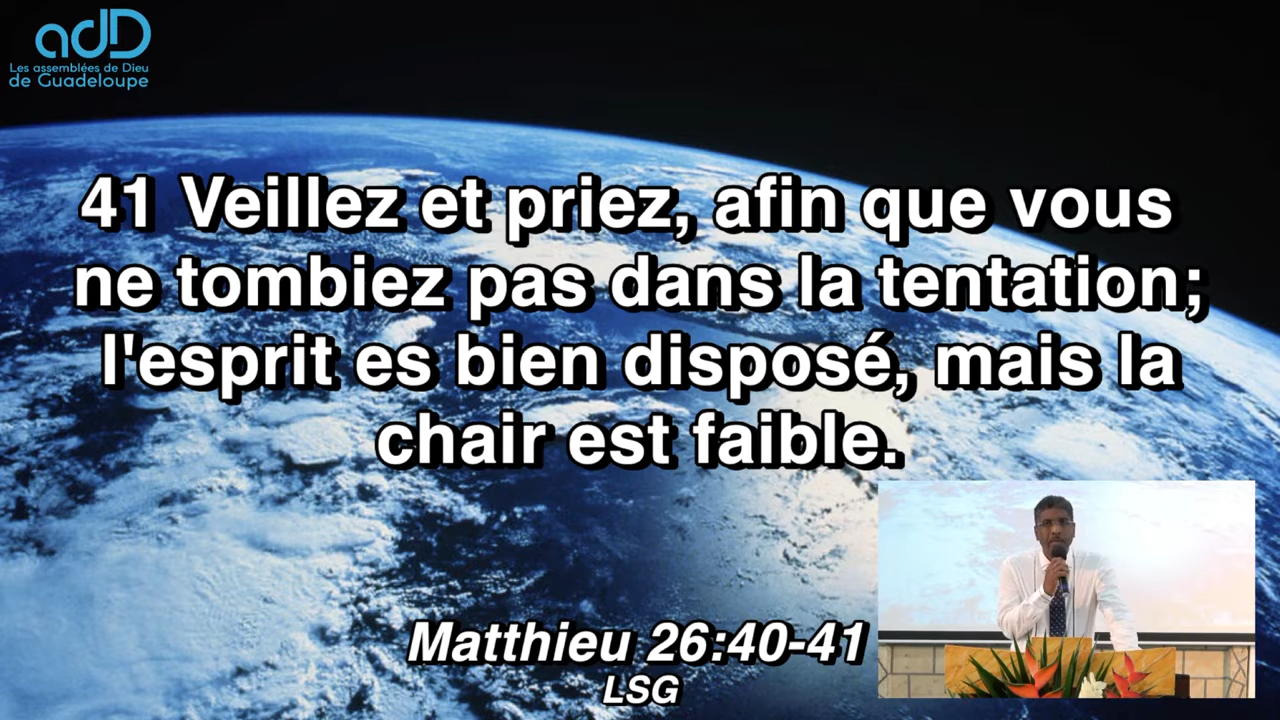 adD
Les assemblées de Dieu
de Guadeloupe
41 Veillez et priez, afin que vous
ne tombiez pas dans la tentation;
l'esprit es bien disposé, mais la
chair est faible.
Matthieu 26:40-41
LSG